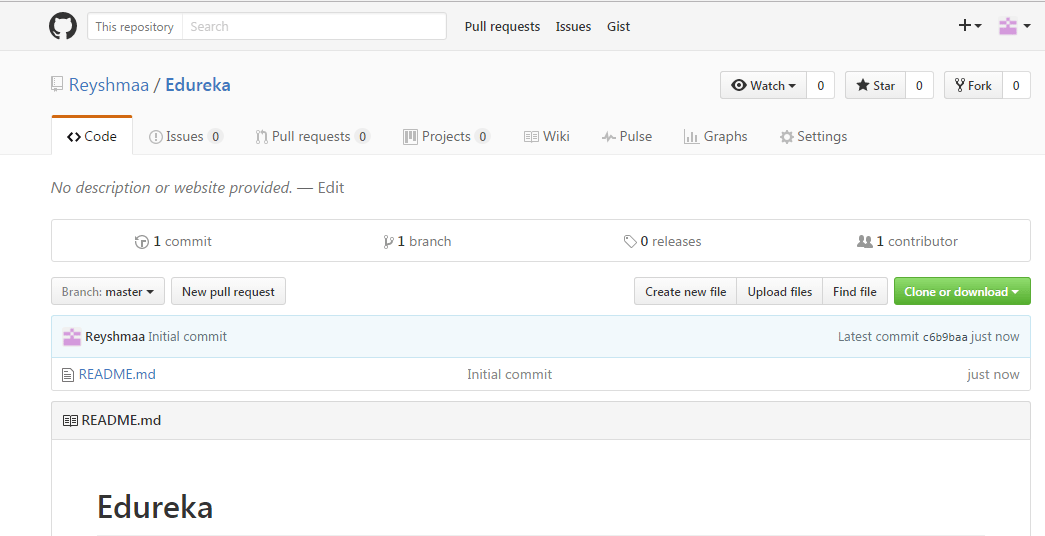 This repository Search Pull requests Issues Gist
Reyshmaa / Edureka Watch 0 Star 0 Fork 0
Code Issues 0 Pull requests 0 Projects 0 Wiki Pulse Graphs Settings
No description or website provided. — Edit
1 commit 1 branch 0 releases 1 contributor
Branch: master New pull request Create new file Upload files Find file Clone or download
Reyshmaa Initial commit Latest commit c6b9baa just now
README.md Initial commit just now
README.md
Edureka